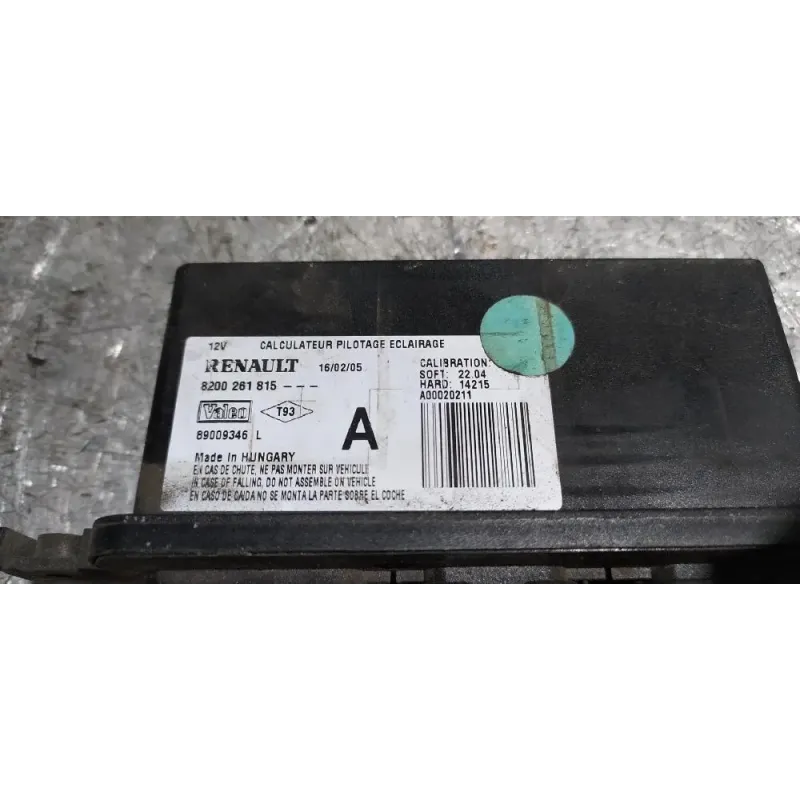 12V CALCULATEUR PILOTAGE ECLAIRAGE
RENAULT 16/02/05
8200 261 815 ---
CALIBRATION:
SOFT: 22.04
HARD: 14215
A00020211
Valeo T93
89009346 L
A
Made in HUNGARY
EN CAS DE CHUTE, NE PAS MONTER SUR VEHICULE
IN CASE OF FALLING, DO NOT ASSEMBLE ON VEHICLE
EN CASO DE CAIDA NO SE MONTA LA PARTE SOBRE EL COCHE